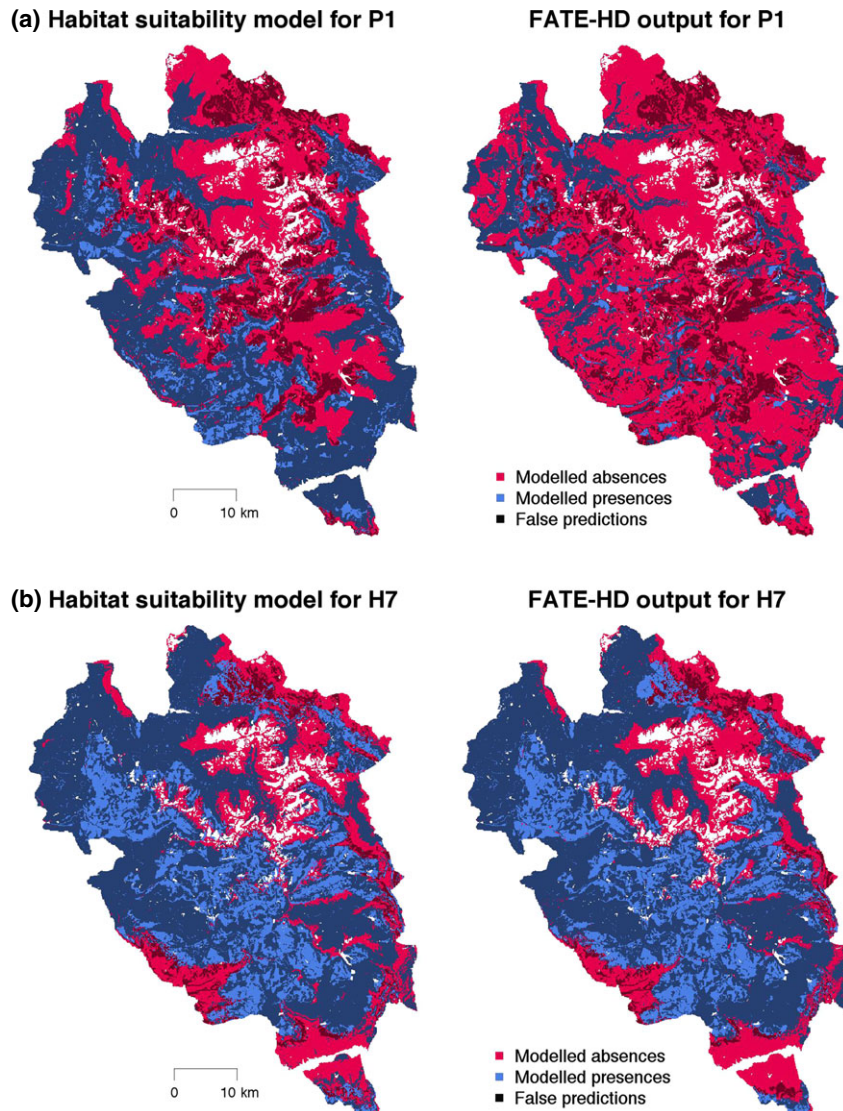 (a) Habitat suitability model for P1
FATE-HD output for P1
Modelled absences
Modelled presences
False predictions
0 10 km
(b) Habitat suitability model for H7
FATE-HD output for H7
Modelled absences
Modelled presences
False predictions
0 10 km